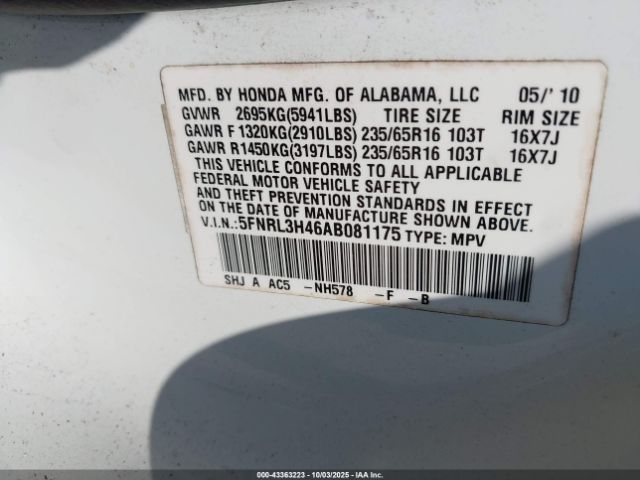 MFD. BY HONDA MFG. OF ALABAMA, LLC 05/' 10
GVWR 2695KG(5941LBS) TIRE SIZE RIM SIZE
GAWR F 1320KG(2910LBS) 235/65R16 103T 16X7J
GAWR R1450KG(3197LBS) 235/65R16 103T 16X7J
THIS VEHICLE CONFORMS TO ALL APPLICABLE
FEDERAL MOTOR VEHICLE SAFETY
AND THEFT PREVENTION STANDARDS IN EFFECT
ON THE DATE OF MANUFACTURE SHOWN ABOVE.
V.I.N.:5FNRL3H46AB081175 TYPE: MPV
SHJ A AC5 -NH578 -F -B
000-43363223 | 10/03/2025 | IAA Inc.